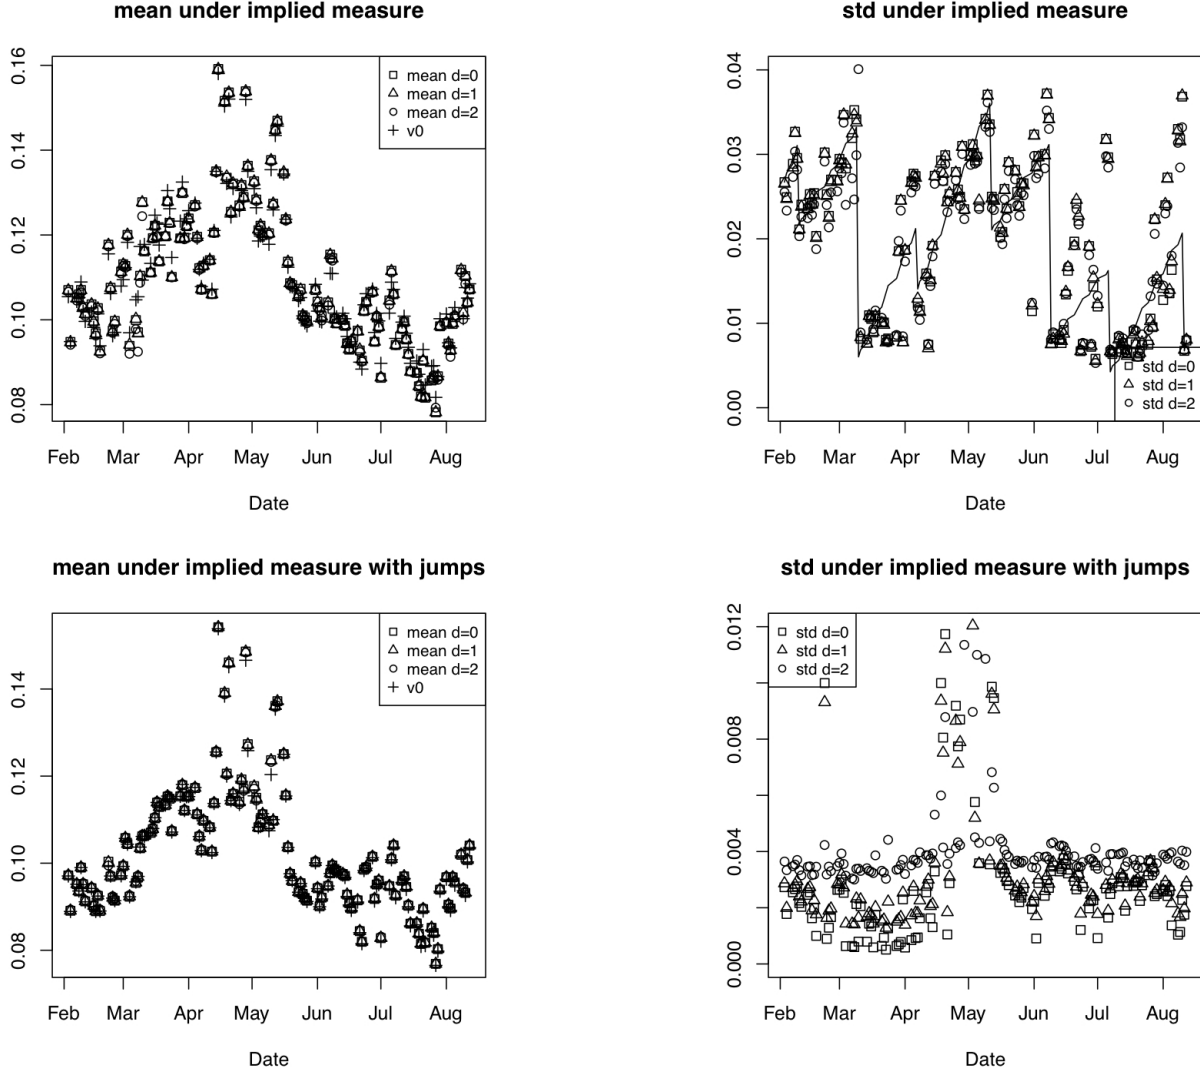 mean under implied measure
0.16
0.14
0.12
0.10
0.08
mean d=0
mean d=1
mean d=2
v0
Feb Mar Apr May Jun Jul Aug
Date
std under implied measure
0.04
0.03
0.02
0.01
0.00
std d=0
std d=1
std d=2
Feb Mar Apr May Jun Jul Aug
Date
mean under implied measure with jumps
0.14
0.12
0.10
0.08
mean d=0
mean d=1
mean d=2
v0
Feb Mar Apr May Jun Jul Aug
Date
std under implied measure with jumps
0.012
0.008
0.004
0.000
std d=0
std d=1
std d=2
Feb Mar Apr May Jun Jul Aug
Date